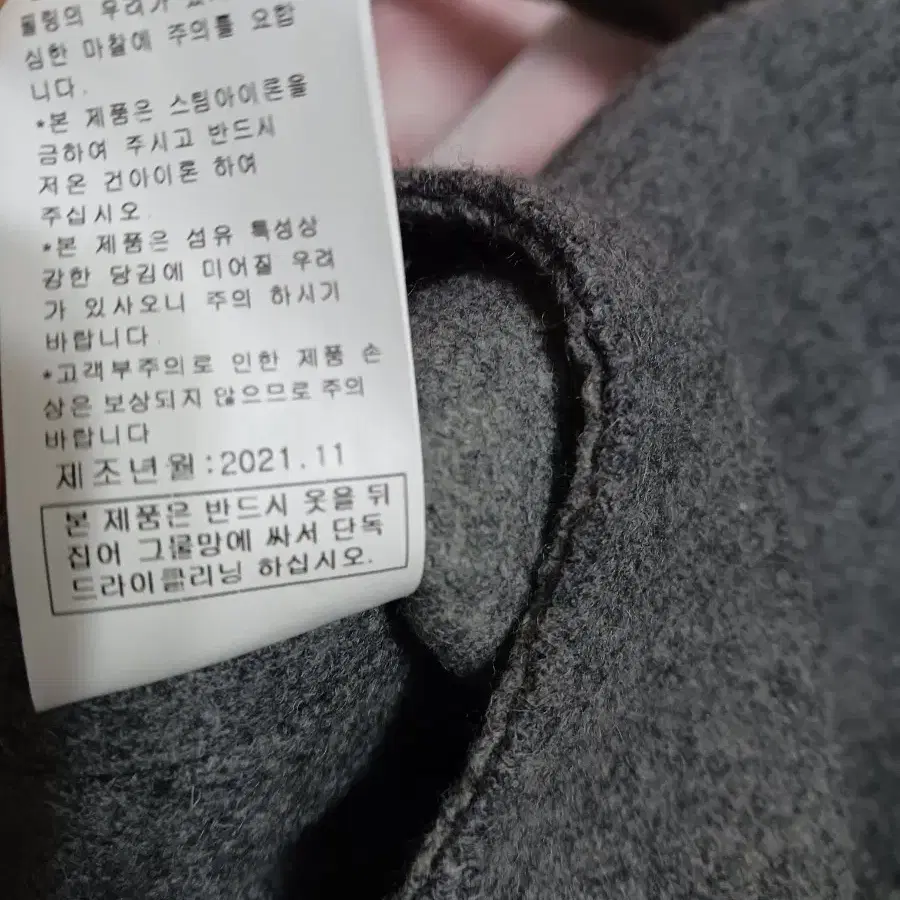 필링의 우려가
심한 마찰에 주의를 요합
니다.
*본 제품은 스팀아이론을
금하여 주시고 반드시
저온 건아이론 하여
주십시오.
*본 제품은 섬유 특성상
강한 당김에 미어질 우려
가 있사오니 주의 하시기
바랍니다
*고객부주의로 인한 제품 손
상은 보상되지 않으므로 주의
바랍니다
제조년월:2021.11
본 제품은 반드시 옷을 뒤
집어 그물망에 싸서 단독
드라이클리닝 하십시오.